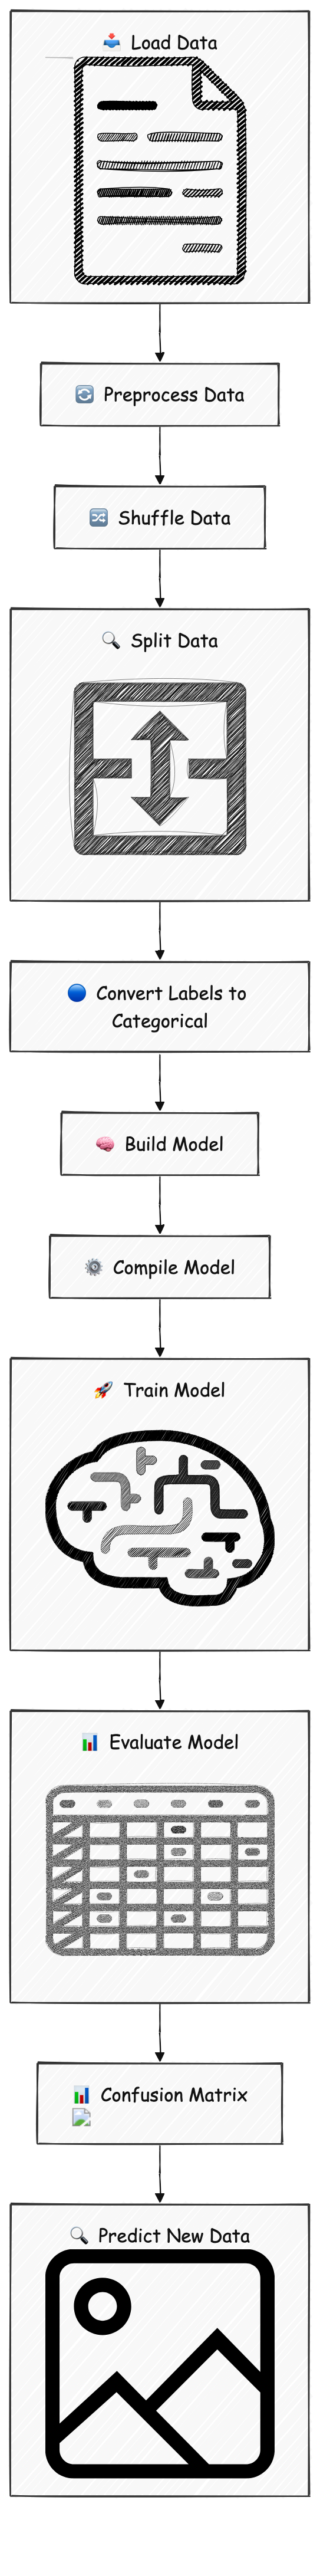 📥 Load Data
🔄 Preprocess Data
🔀 Shuffle Data
🔍 Split Data
🔵 Convert Labels to
Categorical
🧠 Build Model
⚙️ Compile Model
🚀 Train Model
📊 Evaluate Model
📊 Confusion Matrix
🔍 Predict New Data